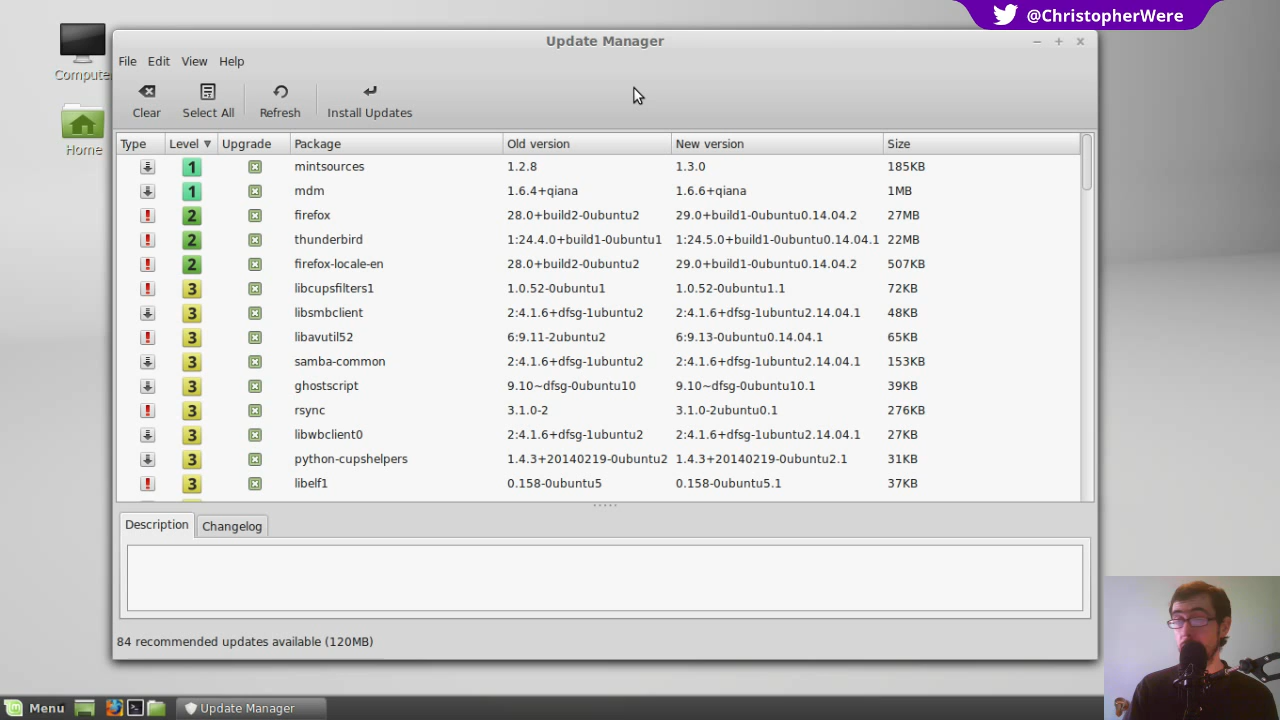 @ChristopherWere
Computer
Home
Update Manager
File Edit View Help
Clear Select All Refresh Install Updates
Type Level Upgrade Package Old version New version Size
1 mintsources 1.2.8 1.3.0 185KB
1 mdm 1.6.4+qiana 1.6.6+qiana 1MB
2 firefox 28.0+build2-0ubuntu2 29.0+build1-0ubuntu0.14.04.2 27MB
2 thunderbird 1:24.4.0+build1-0ubuntu1 1:24.5.0+build1-0ubuntu0.14.04.1 22MB
2 firefox-locale-en 28.0+build2-0ubuntu2 29.0+build1-0ubuntu0.14.04.2 507KB
3 libcupsfilters1 1.0.52-0ubuntu1 1.0.52-0ubuntu1.1 72KB
3 libsmbclient 2:4.1.6+dfsg-1ubuntu2 2:4.1.6+dfsg-1ubuntu2.14.04.1 48KB
3 libavutil52 6:9.11-2ubuntu2 6:9.13-0ubuntu0.14.04.1 65KB
3 samba-common 2:4.1.6+dfsg-1ubuntu2 2:4.1.6+dfsg-1ubuntu2.14.04.1 153KB
3 ghostscript 9.10~dfsg-0ubuntu10 9.10~dfsg-0ubuntu10.1 39KB
3 rsync 3.1.0-2 3.1.0-2ubuntu0.1 276KB
3 libwbclient0 2:4.1.6+dfsg-1ubuntu2 2:4.1.6+dfsg-1ubuntu2.14.04.1 27KB
3 python-cupshelpers 1.4.3+20140219-0ubuntu2 1.4.3+20140219-0ubuntu2.1 31KB
3 libelf1 0.158-0ubuntu5 0.158-0ubuntu5.1 37KB
Description Changelog
84 recommended updates available (120MB)
Menu Update Manager